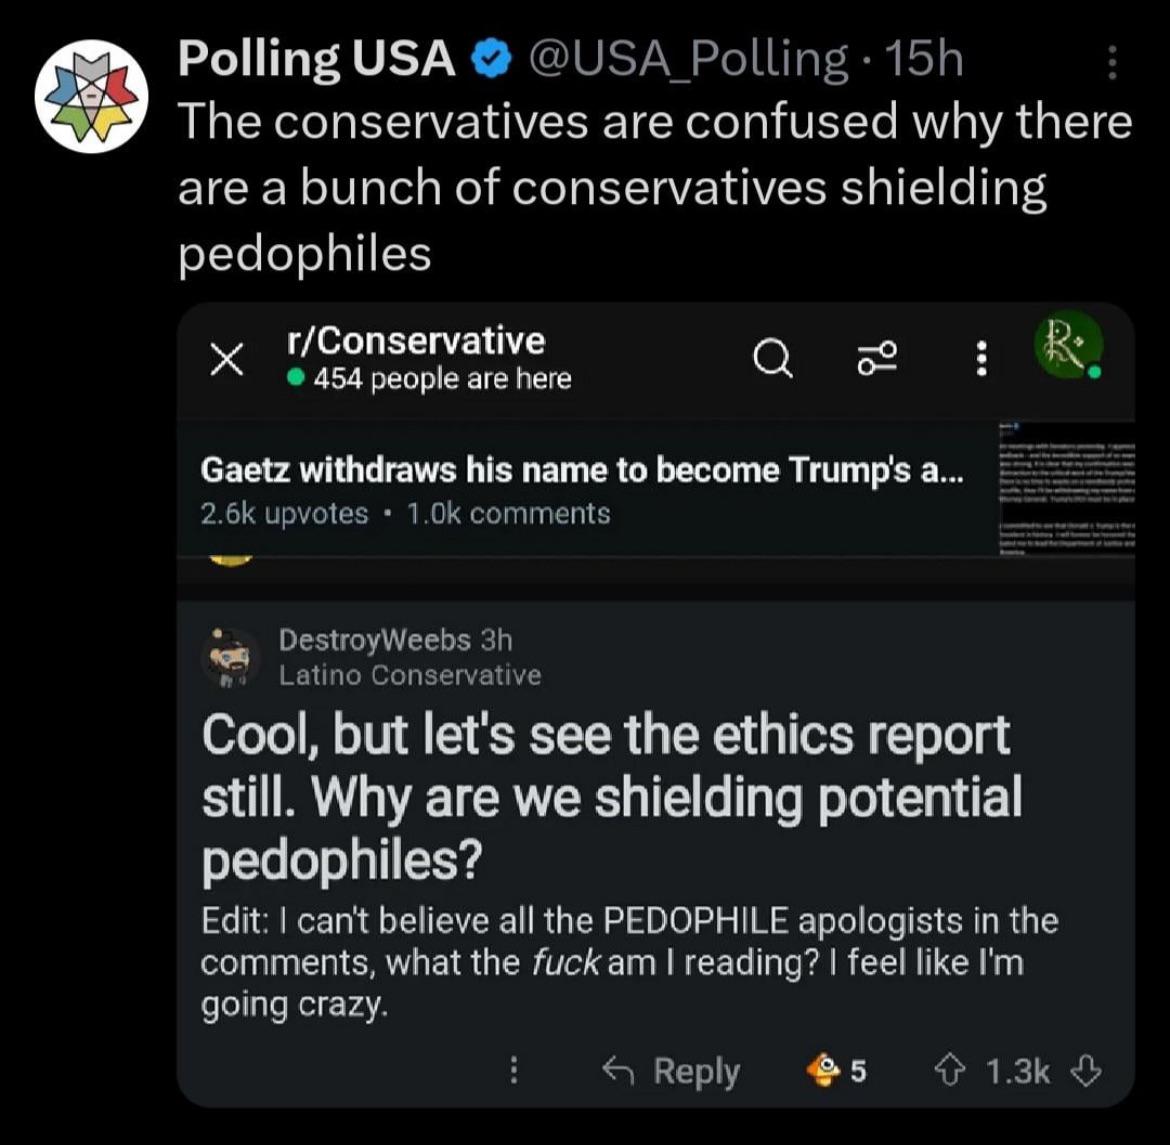 Polling USA @USA_Polling · 15h
The conservatives are confused why there
are a bunch of conservatives shielding
pedophiles
r/Conservative
454 people are here
Gaetz withdraws his name to become Trump's a...
2.6k upvotes • 1.0k comments
DestroyWeebs 3h
Latino Conservative
Cool, but let's see the ethics report
still. Why are we shielding potential
pedophiles?
Edit: I can't believe all the PEDOPHILE apologists in the
comments, what the fuck am I reading? I feel like I'm
going crazy.
Reply 5 1.3k